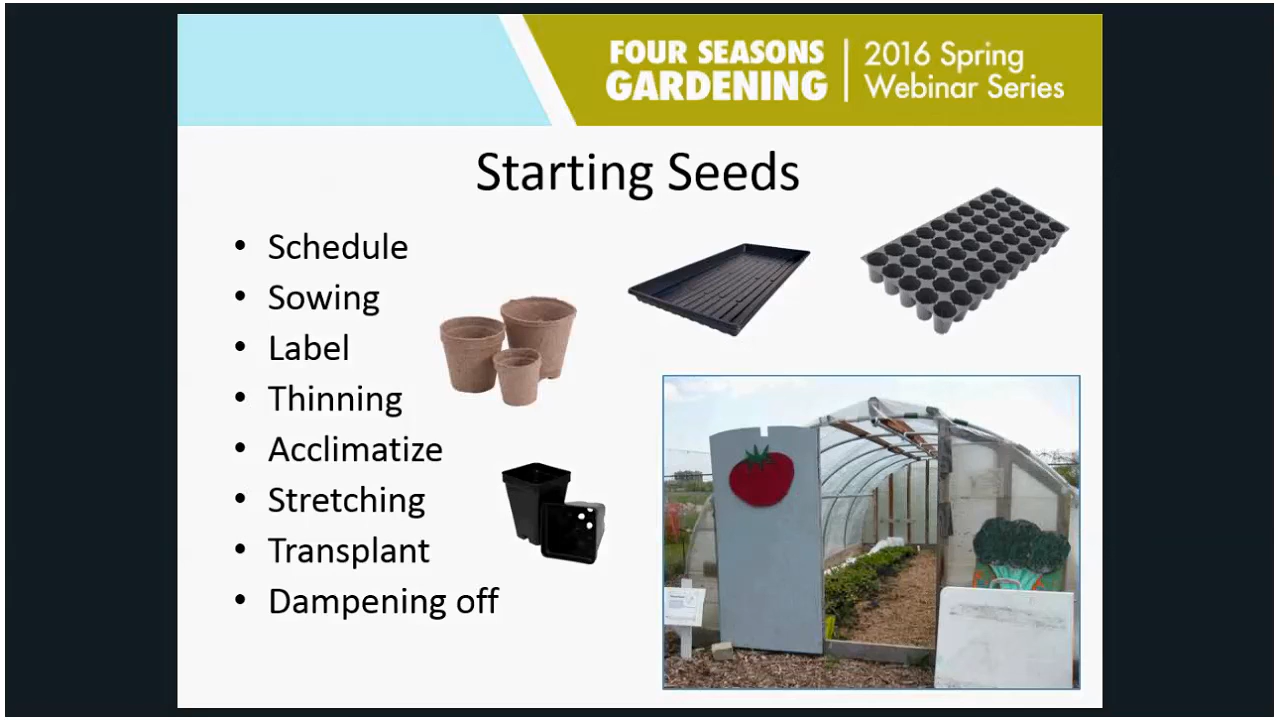 FOUR SEASONS
GARDENING
2016 Spring
Webinar Series
Starting Seeds
• Schedule
• Sowing
• Label
• Thinning
• Acclimatize
• Stretching
• Transplant
• Dampening off